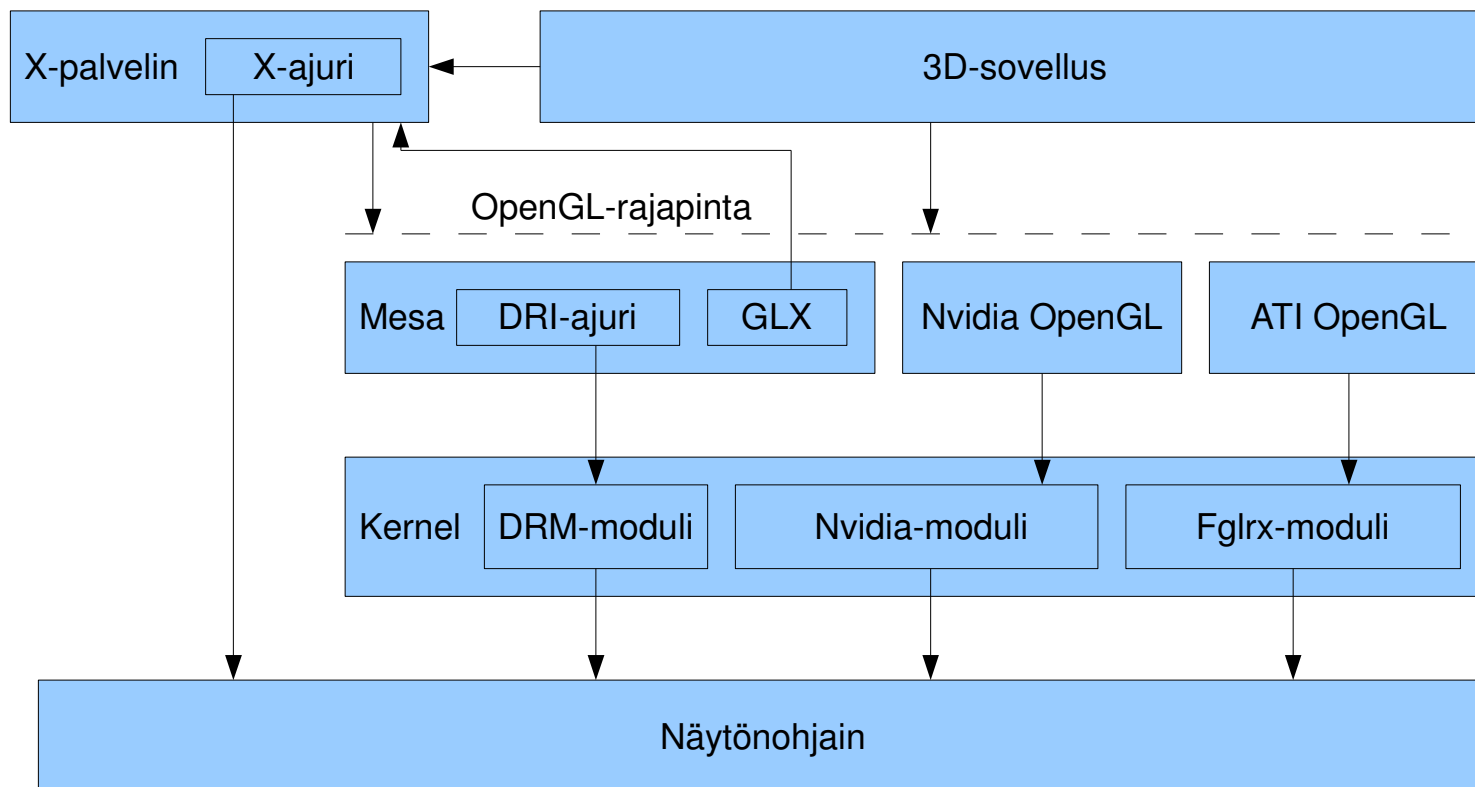 X-palvelin
X-ajuri
3D-sovellus
OpenGL-rajapinta
Mesa
DRI-ajuri
GLX
Nvidia OpenGL
ATI OpenGL
Kernel
DRM-moduli
Nvidia-moduli
Fglrx-moduli
Näytönohjain